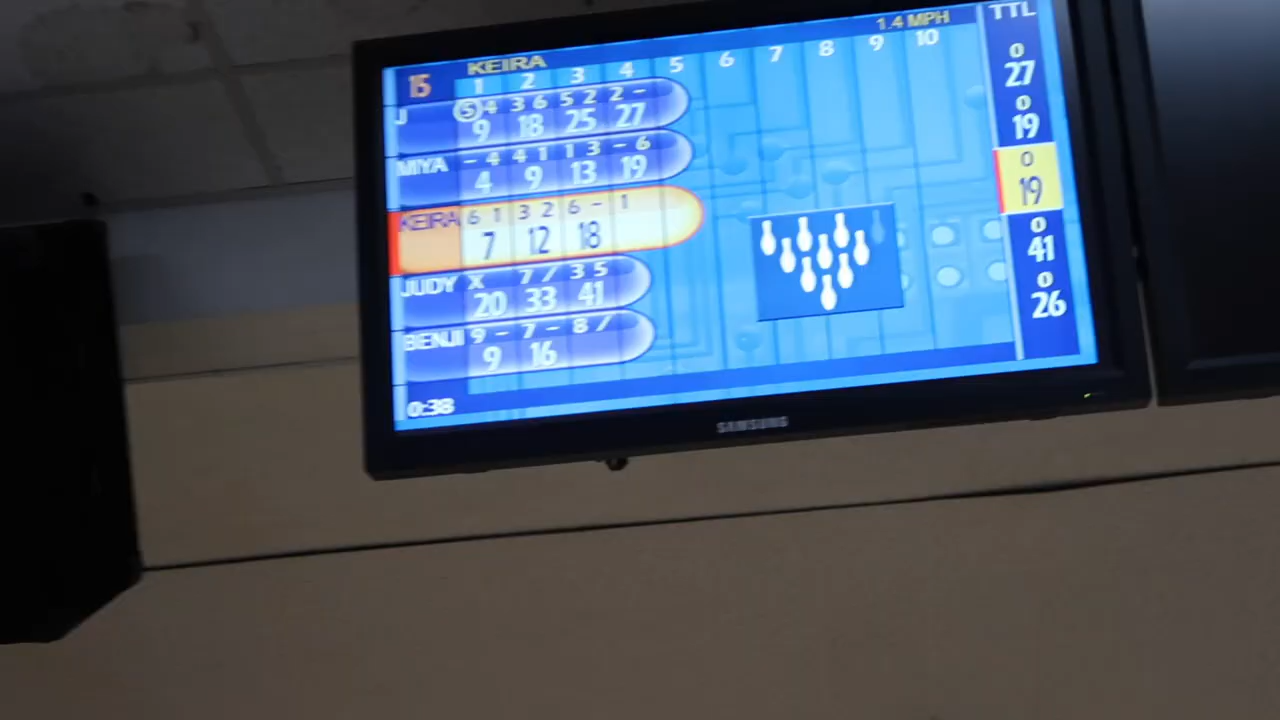 1.4 MPH TTL
15 KEIRA
1 2 3 4 5 6 7 8 9 10
J 5 4 3 6 5 2 2 - 0
9 18 25 27 27
MIYA - 4 4 1 1 3 - 6 0
4 9 13 19 19
KEIRA 6 1 3 2 6 - 1 0
7 12 18 19
JUDY X 7 / 3 5 0
20 33 41 41
BENJI 9 - 7 - 8 / 0
9 16 26
0:38
SAMSUNG